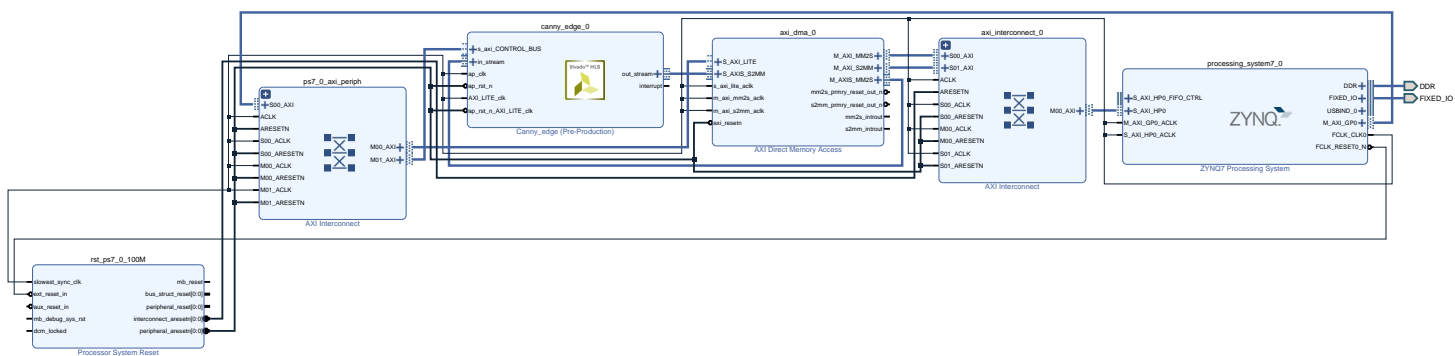 canny_edge_0
s_axi_CONTROL_BUS
in_stream
ap_clk
ap_rst_n
AXI_LITE_clk
ap_rst_n_AXI_LITE_clk
Vivado™ HLS
out_stream
interrupt
Canny_edge (Pre-Production)
axi_dma_0
S_AXI_LITE
S_AXIS_S2MM
s_axi_lite_aclk
m_axi_mm2s_aclk
m_axi_s2mm_aclk
axi_resetn
M_AXI_MM2S
M_AXI_S2MM
M_AXIS_MM2S
mm2s_prmry_reset_out_n
s2mm_prmry_reset_out_n
mm2s_introut
s2mm_introut
AXI Direct Memory Access
axi_interconnect_0
S00_AXI
S01_AXI
ACLK
ARESETN
S00_ACLK
S00_ARESETN
M00_ACLK
M00_ARESETN
S01_ACLK
S01_ARESETN
M00_AXI
AXI Interconnect
processing_system7_0
S_AXI_HP0_FIFO_CTRL
S_AXI_HP0
M_AXI_GP0_ACLK
S_AXI_HP0_ACLK
ZYNQ
DDR
FIXED_IO
USBIND_0
M_AXI_GP0
FCLK_CLK0
FCLK_RESET0_N
ZYNQ7 Processing System
DDR
FIXED_IO
ps7_0_axi_periph
S00_AXI
ACLK
ARESETN
S00_ACLK
S00_ARESETN
M00_ACLK
M00_ARESETN
M01_ACLK
M01_ARESETN
M00_AXI
M01_AXI
AXI Interconnect
rst_ps7_0_100M
slowest_sync_clk
ext_reset_in
aux_reset_in
mb_debug_sys_rst
dcm_locked
mb_reset
bus_struct_reset[0:0]
peripheral_reset[0:0]
interconnect_aresetn[0:0]
peripheral_aresetn[0:0]
Processor System Reset